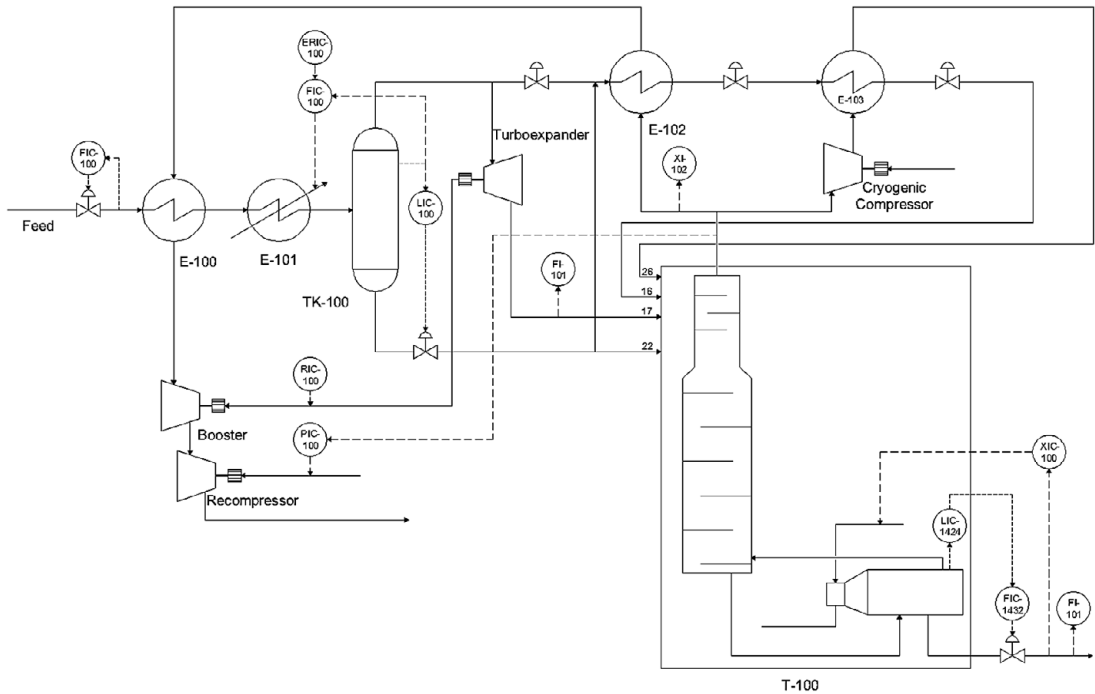 ERIC-
100
FIC-
100
FIC-
100
Feed
E-100
E-101
TK-100
LIC-
100
Turboexpander
E-102
E-103
XI-
102
Cryogenic
Compressor
FI-
101
26
16
17
22
RIC-
100
Booster
PIC-
100
Recompressor
XIC-
100
LIC-
1424
FIC-
1432
FI-
101
T-100